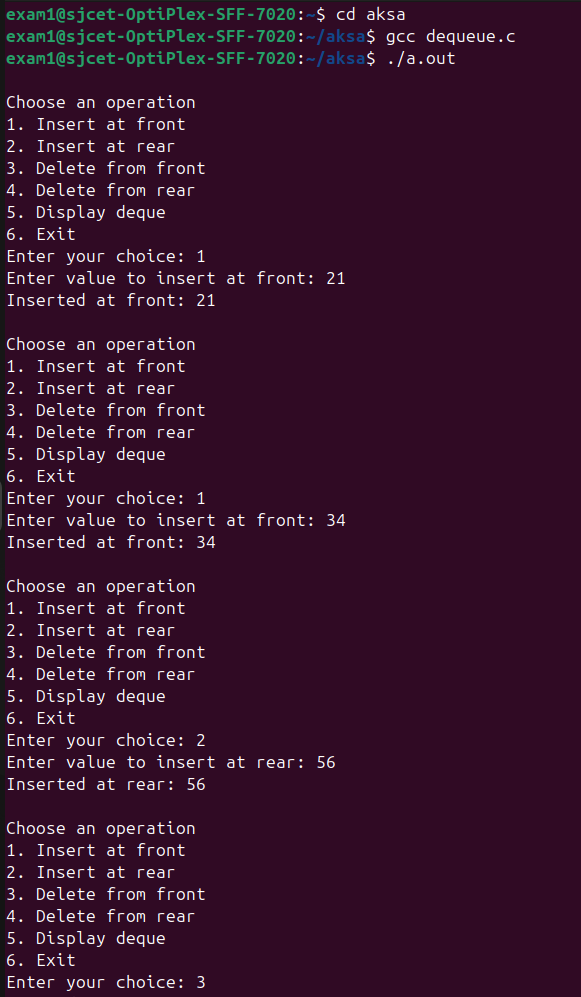 exam1@sjcet-OptiPlex-SFF-7020:~$ cd aksa
exam1@sjcet-OptiPlex-SFF-7020:~/aksa$ gcc dequeue.c
exam1@sjcet-OptiPlex-SFF-7020:~/aksa$ ./a.out

Choose an operation
1. Insert at front
2. Insert at rear
3. Delete from front
4. Delete from rear
5. Display deque
6. Exit
Enter your choice: 1
Enter value to insert at front: 21
Inserted at front: 21

Choose an operation
1. Insert at front
2. Insert at rear
3. Delete from front
4. Delete from rear
5. Display deque
6. Exit
Enter your choice: 1
Enter value to insert at front: 34
Inserted at front: 34

Choose an operation
1. Insert at front
2. Insert at rear
3. Delete from front
4. Delete from rear
5. Display deque
6. Exit
Enter your choice: 2
Enter value to insert at rear: 56
Inserted at rear: 56

Choose an operation
1. Insert at front
2. Insert at rear
3. Delete from front
4. Delete from rear
5. Display deque
6. Exit
Enter your choice: 3